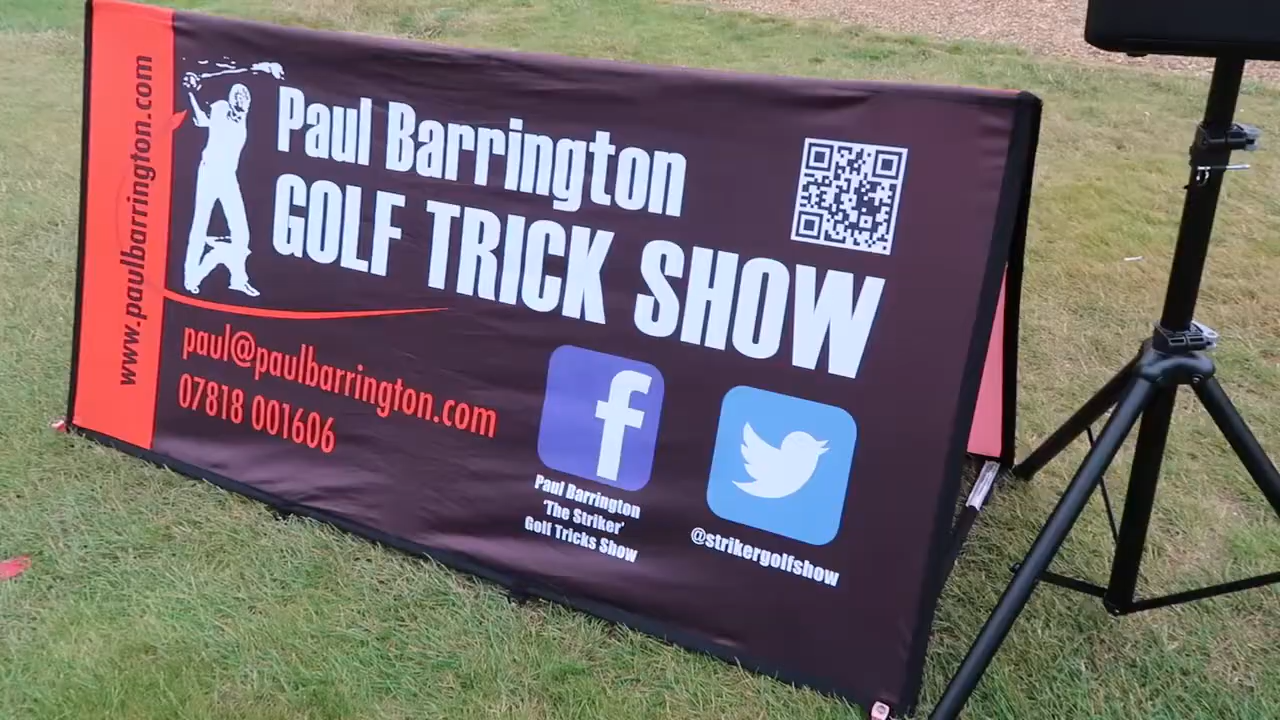 www.paulbarrington.com
Paul Barrington
GOLF TRICK SHOW
paul@paulbarrington.com
07818 001606
f
Paul Barrington
'The Striker'
Golf Tricks Show
@strikergolfshow